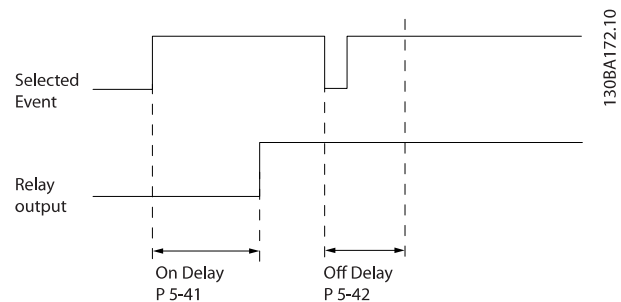 130BA172.10
Selected
Event
Relay
output
On Delay
P 5-41
Off Delay
P 5-42